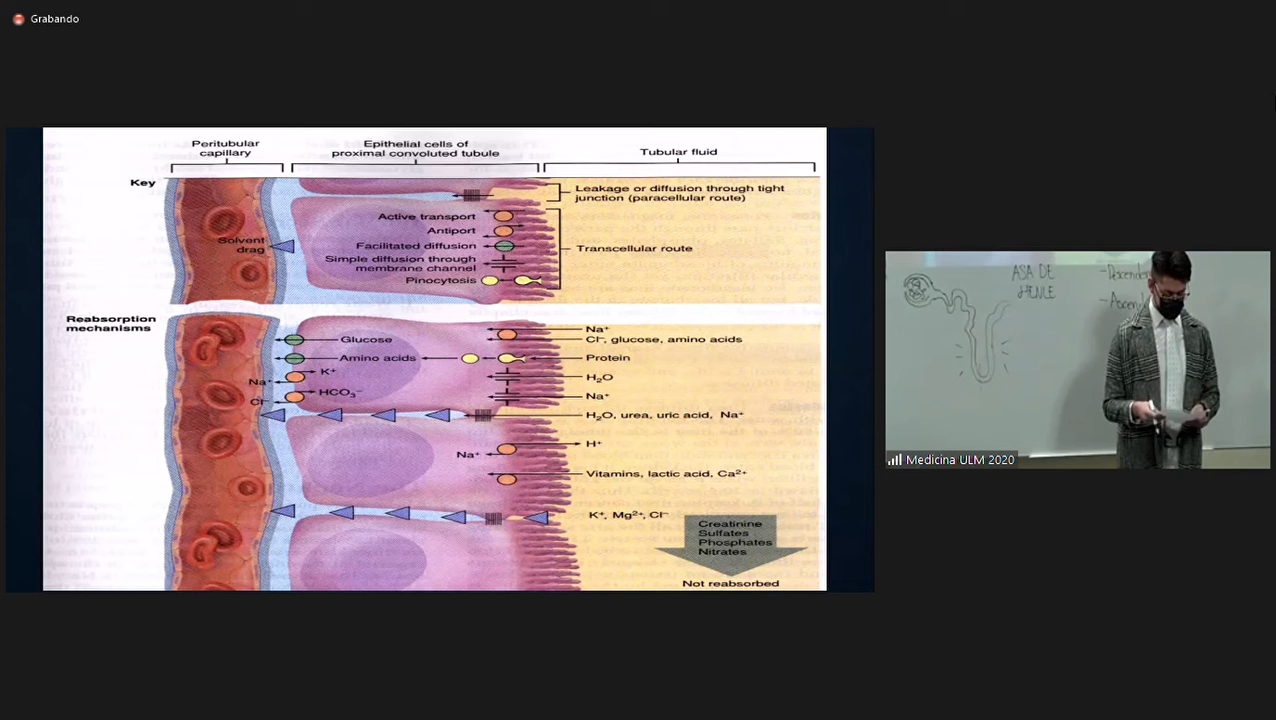 Grabando
Peritubular
capillary
Epithelial cells of
proximal convoluted tubule
Tubular fluid
Key
Leakage or diffusion through tight
junction (paracellular route)
Active transport
Antiport
Solvent
drag
Facilitated diffusion
Transcellular route
Simple diffusion through
membrane channel
Pinocytosis
Reabsorption
mechanisms
Na⁺
Glucose
Cl⁻, glucose, amino acids
Amino acids
Protein
K⁺
H₂O
Na⁺
HCO₃⁻
Na⁺
Cl⁻
H₂O, urea, uric acid, Na⁺
H⁺
Na⁺
Vitamins, lactic acid, Ca²⁺
K⁺, Mg²⁺, Cl⁻
Creatinine
Sulfates
Phosphates
Nitrates
Not reabsorbed
ASA DE
HENLE
Medicina ULM 2020